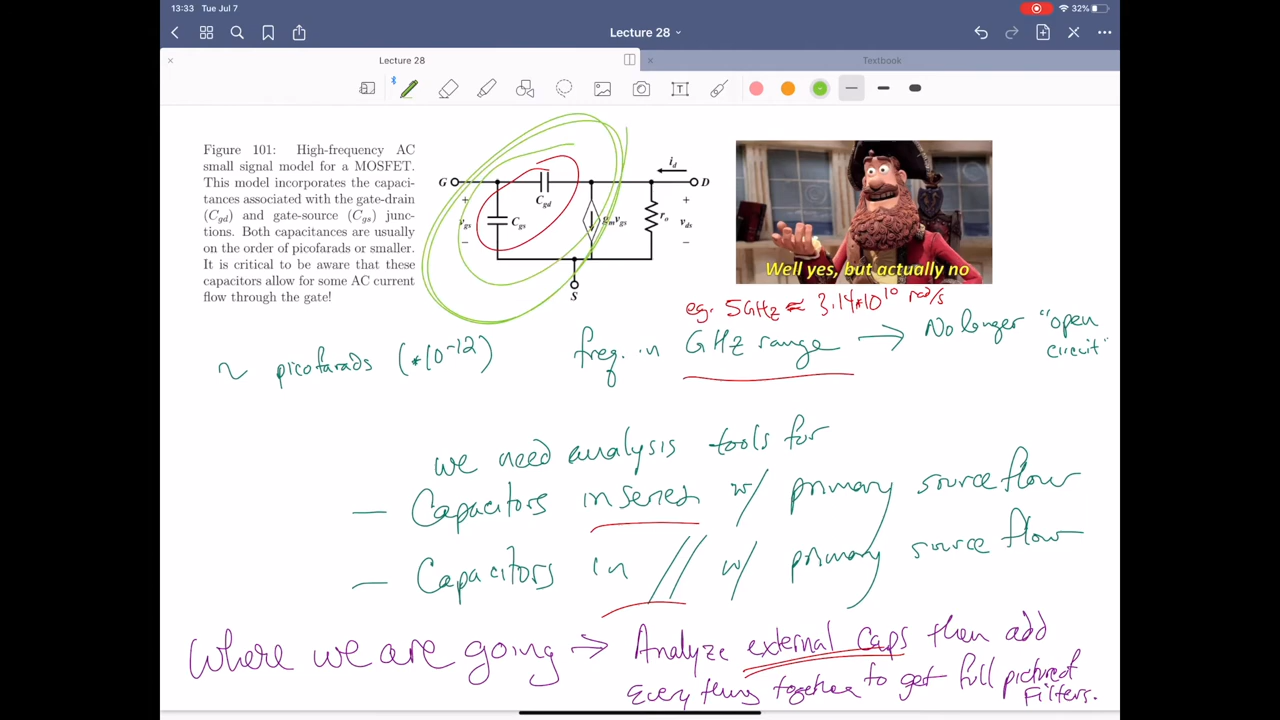 13:33 Tue Jul 7
32%
Lecture 28
Lecture 28
Textbook
Figure 101: High-frequency AC
small signal model for a MOSFET.
This model incorporates the capaci-
tances associated with the gate-drain
(Cgd) and gate-source (Cgs) junc-
tions. Both capacitances are usually
on the order of picofarads or smaller.
It is critical to be aware that these
capacitors allow for some AC current
flow through the gate!
G
+
vgs
−
Cgs
Cgd
gmvgs
ro
id
D
+
vds
−
S
Well yes, but actually no
eg. 5GHz ≈ 3.14*10^10 rad/s
~ picofarads (*10^-12)
freq. in GHz range → No longer "open
circuit"
we need analysis tools for
— Capacitors in series w/ primary source flow
— Capacitors in // w/ primary source flow
Where we are going → Analyze external caps then add
Everything together to get full picture of
Filters.